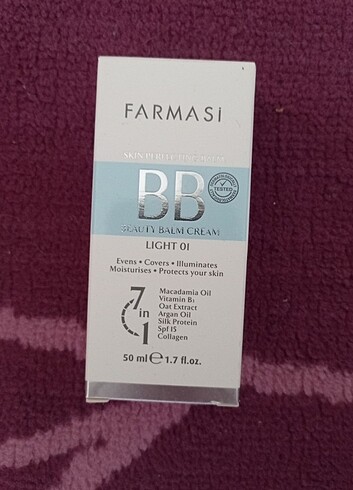 FARMASi
BB
BEAUTY BALM CREAM
TESTED
LIGHT 01
Evens • Covers • Illuminates
Moisturises • Protects your skin
7 in 1
Macadamia Oil
Vitamin B₅
Oat Extract
Argan Oil
Silk Protein
Spf 15
Collagen
50 ml ℮ 1.7 fl.oz.